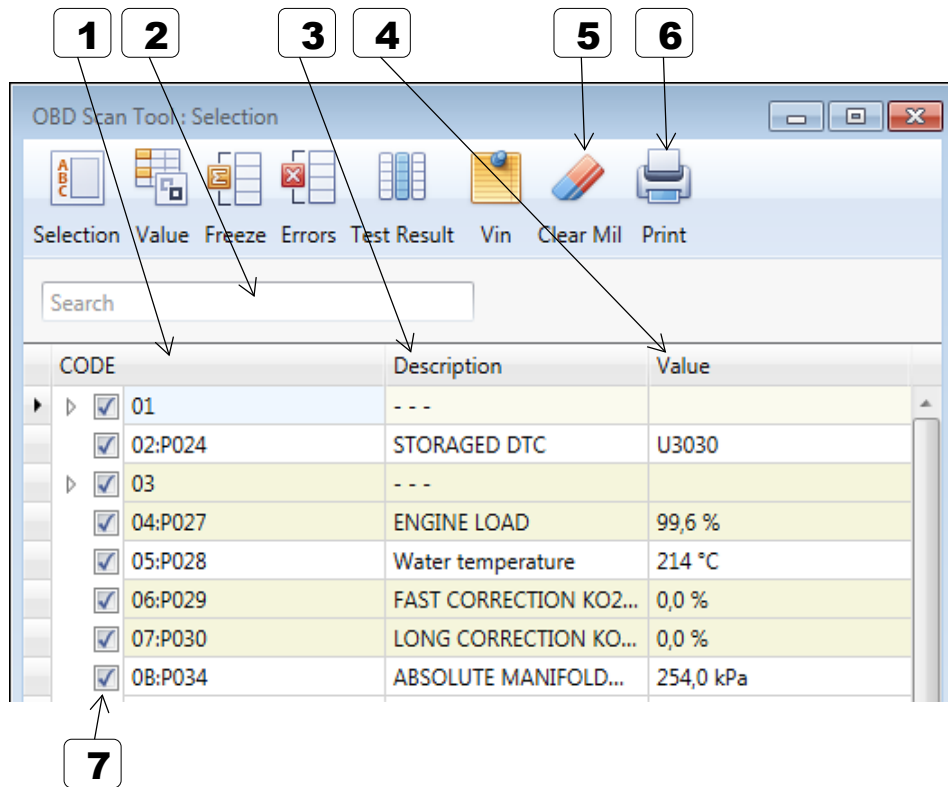 1 2 3 4 5 6
OBD Scan Tool : Selection
A
B
C
Selection Value Freeze Errors Test Result Vin Clear Mil Print
Search
CODE Description Value
01 - - -
02:P024 STORAGED DTC U3030
03 - - -
04:P027 ENGINE LOAD 99,6 %
05:P028 Water temperature 214 °C
06:P029 FAST CORRECTION KO2... 0,0 %
07:P030 LONG CORRECTION KO... 0,0 %
0B:P034 ABSOLUTE MANIFOLD... 254,0 kPa
7